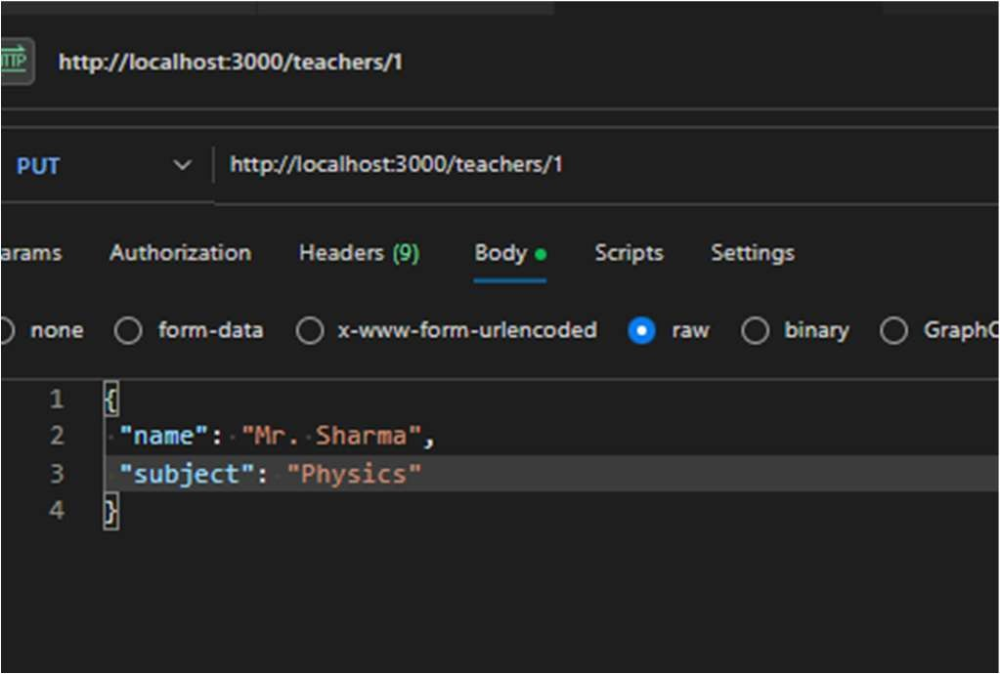 HTTP http://localhost:3000/teachers/1
PUT http://localhost:3000/teachers/1
arams Authorization Headers (9) Body Scripts Settings
none form-data x-www-form-urlencoded raw binary GraphQ
1 {
2 "name": "Mr. Sharma",
3 "subject": "Physics"
4 }